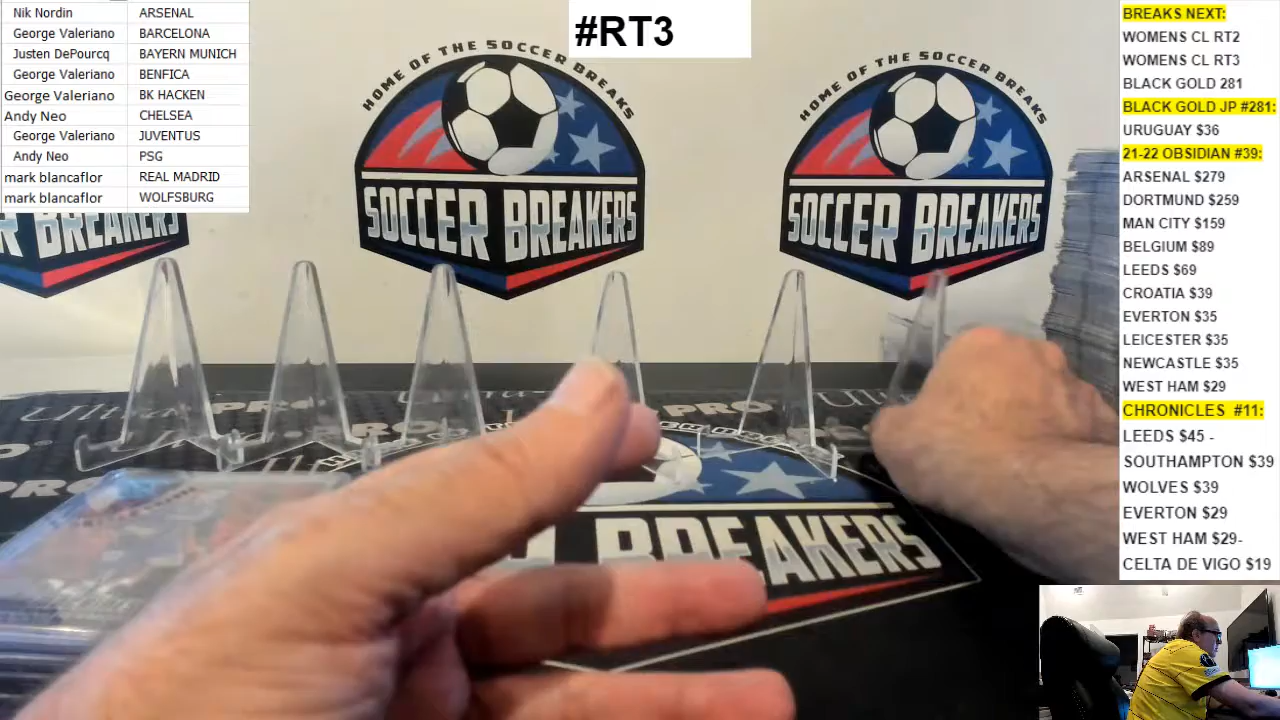 Nik Nordin ARSENAL
George Valeriano BARCELONA
Justen DePourcq BAYERN MUNICH
George Valeriano BENFICA
George Valeriano BK HACKEN
Andy Neo CHELSEA
George Valeriano JUVENTUS
Andy Neo PSG
mark blancaflor REAL MADRID
mark blancaflor WOLFSBURG
#RT3
HOME OF THE SOCCER BREAKS
SOCCER BREAKERS
HOME OF THE SOCCER BREAKS
SOCCER BREAKERS
R BREAKERS
BREAKERS
PRO
PRO
BREAKS NEXT:
WOMENS CL RT2
WOMENS CL RT3
BLACK GOLD 281
BLACK GOLD JP #281:
URUGUAY $36
21-22 OBSIDIAN #39:
ARSENAL $279
DORTMUND $259
MAN CITY $159
BELGIUM $89
LEEDS $69
CROATIA $39
EVERTON $35
LEICESTER $35
NEWCASTLE $35
WEST HAM $29
CHRONICLES #11:
LEEDS $45 -
SOUTHAMPTON $39
WOLVES $39
EVERTON $29
WEST HAM $29-
CELTA DE VIGO $19